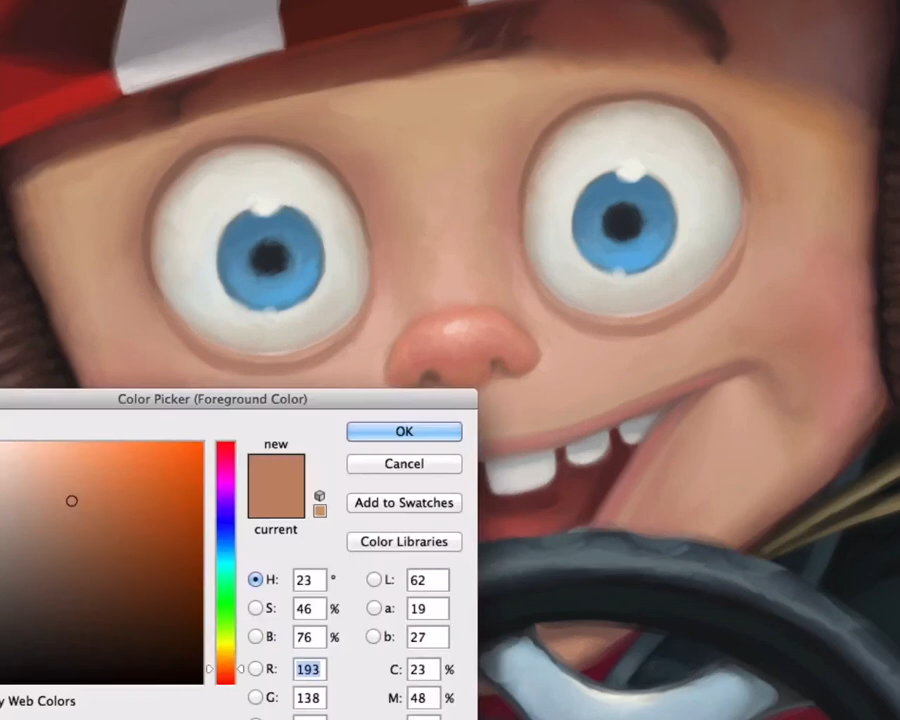 Color Picker (Foreground Color)
new
current
OK
Cancel
Add to Swatches
Color Libraries
H: 23 °
S: 46 %
B: 76 %
R: 193
G: 138
L: 62
a: 19
b: 27
C: 23 %
M: 48 %
y Web Colors